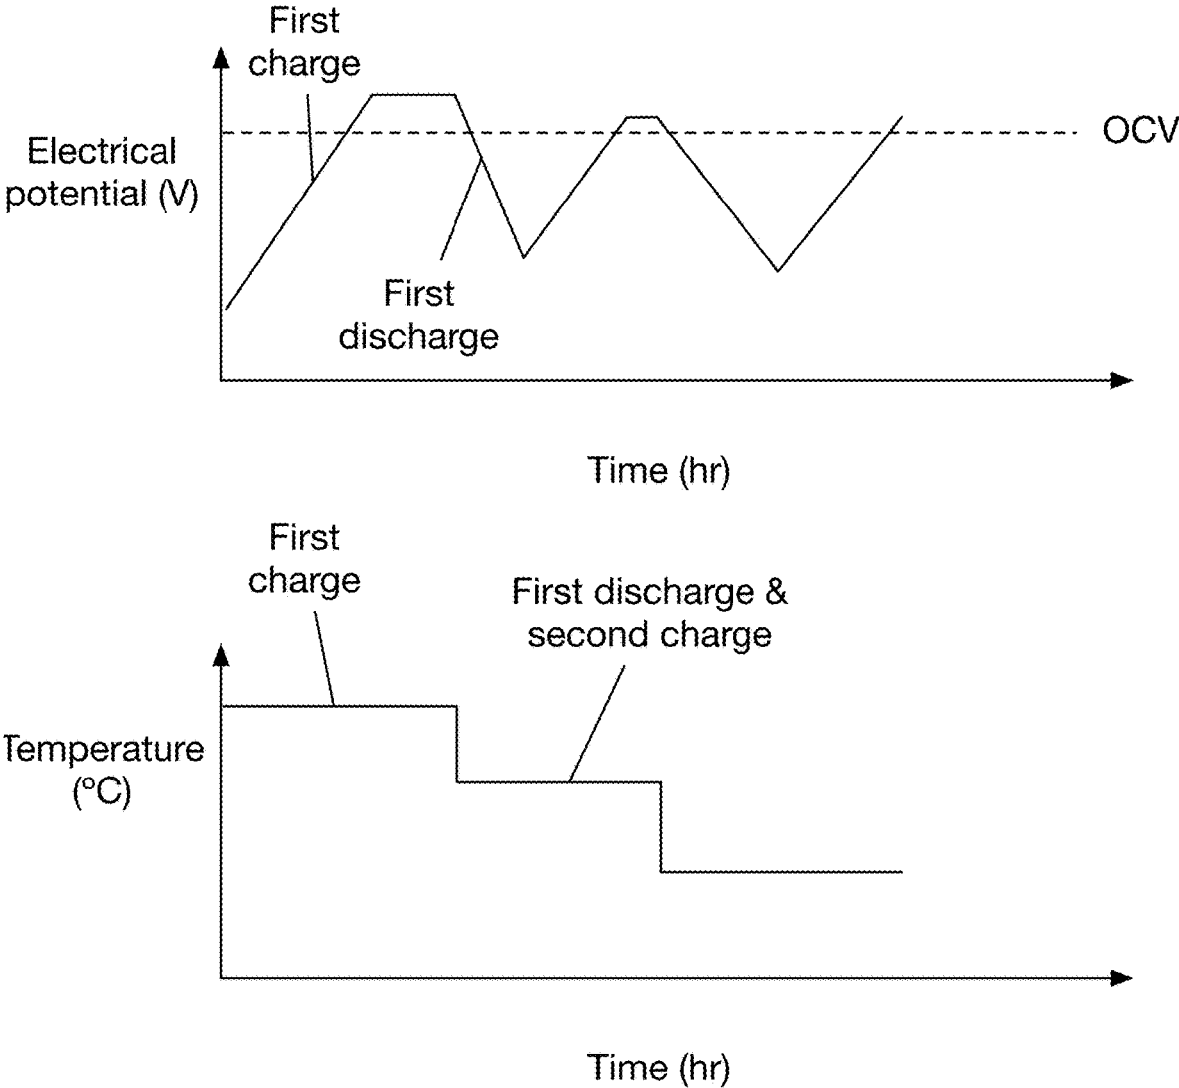 First
charge
Electrical
potential (V)
OCV
First
discharge
Time (hr)
First
charge
First discharge &
second charge
Temperature
(°C)
Time (hr)